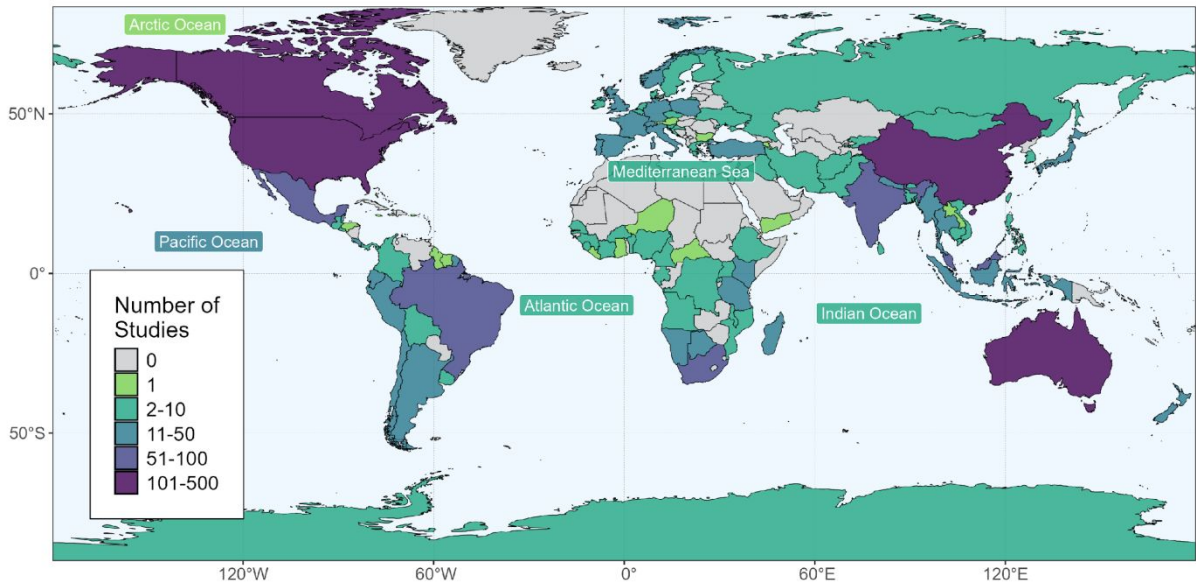 Arctic Ocean
50°N
Mediterranean Sea
Pacific Ocean
0°
Atlantic Ocean
Indian Ocean
Number of
Studies
0
1
2-10
11-50
51-100
101-500
50°S
120°W
60°W
0°
60°E
120°E